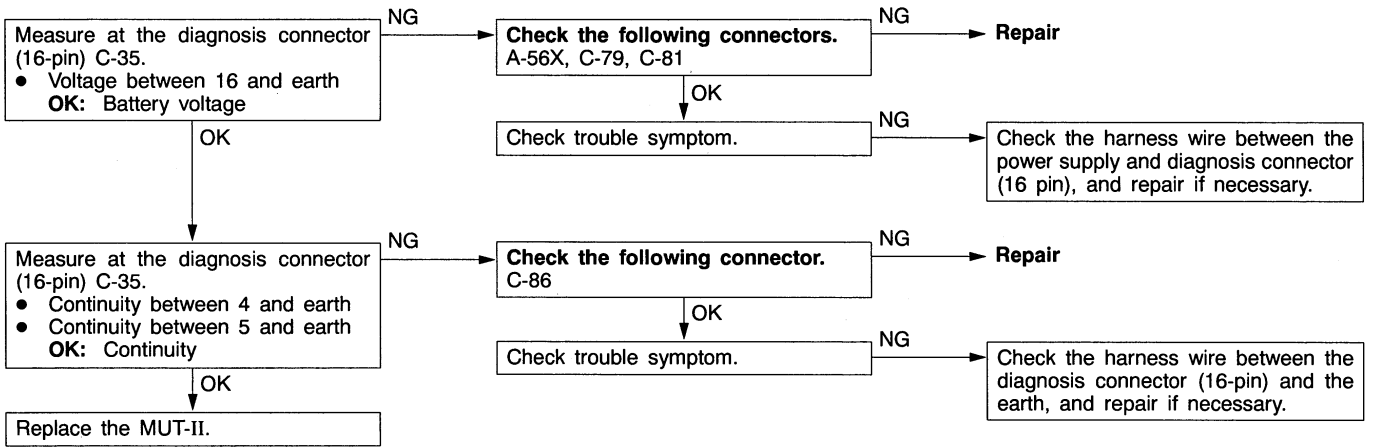 Measure at the diagnosis connector
(16-pin) C-35.
● Voltage between 16 and earth
OK: Battery voltage
NG
Check the following connectors.
A-56X, C-79, C-81
NG
Repair
OK
Check trouble symptom.
NG
Check the harness wire between the
power supply and diagnosis connector
(16 pin), and repair if necessary.
OK
Measure at the diagnosis connector
(16-pin) C-35.
● Continuity between 4 and earth
● Continuity between 5 and earth
OK: Continuity
NG
Check the following connector.
C-86
NG
Repair
OK
Check trouble symptom.
NG
Check the harness wire between the
diagnosis connector (16-pin) and the
earth, and repair if necessary.
OK
Replace the MUT-II.